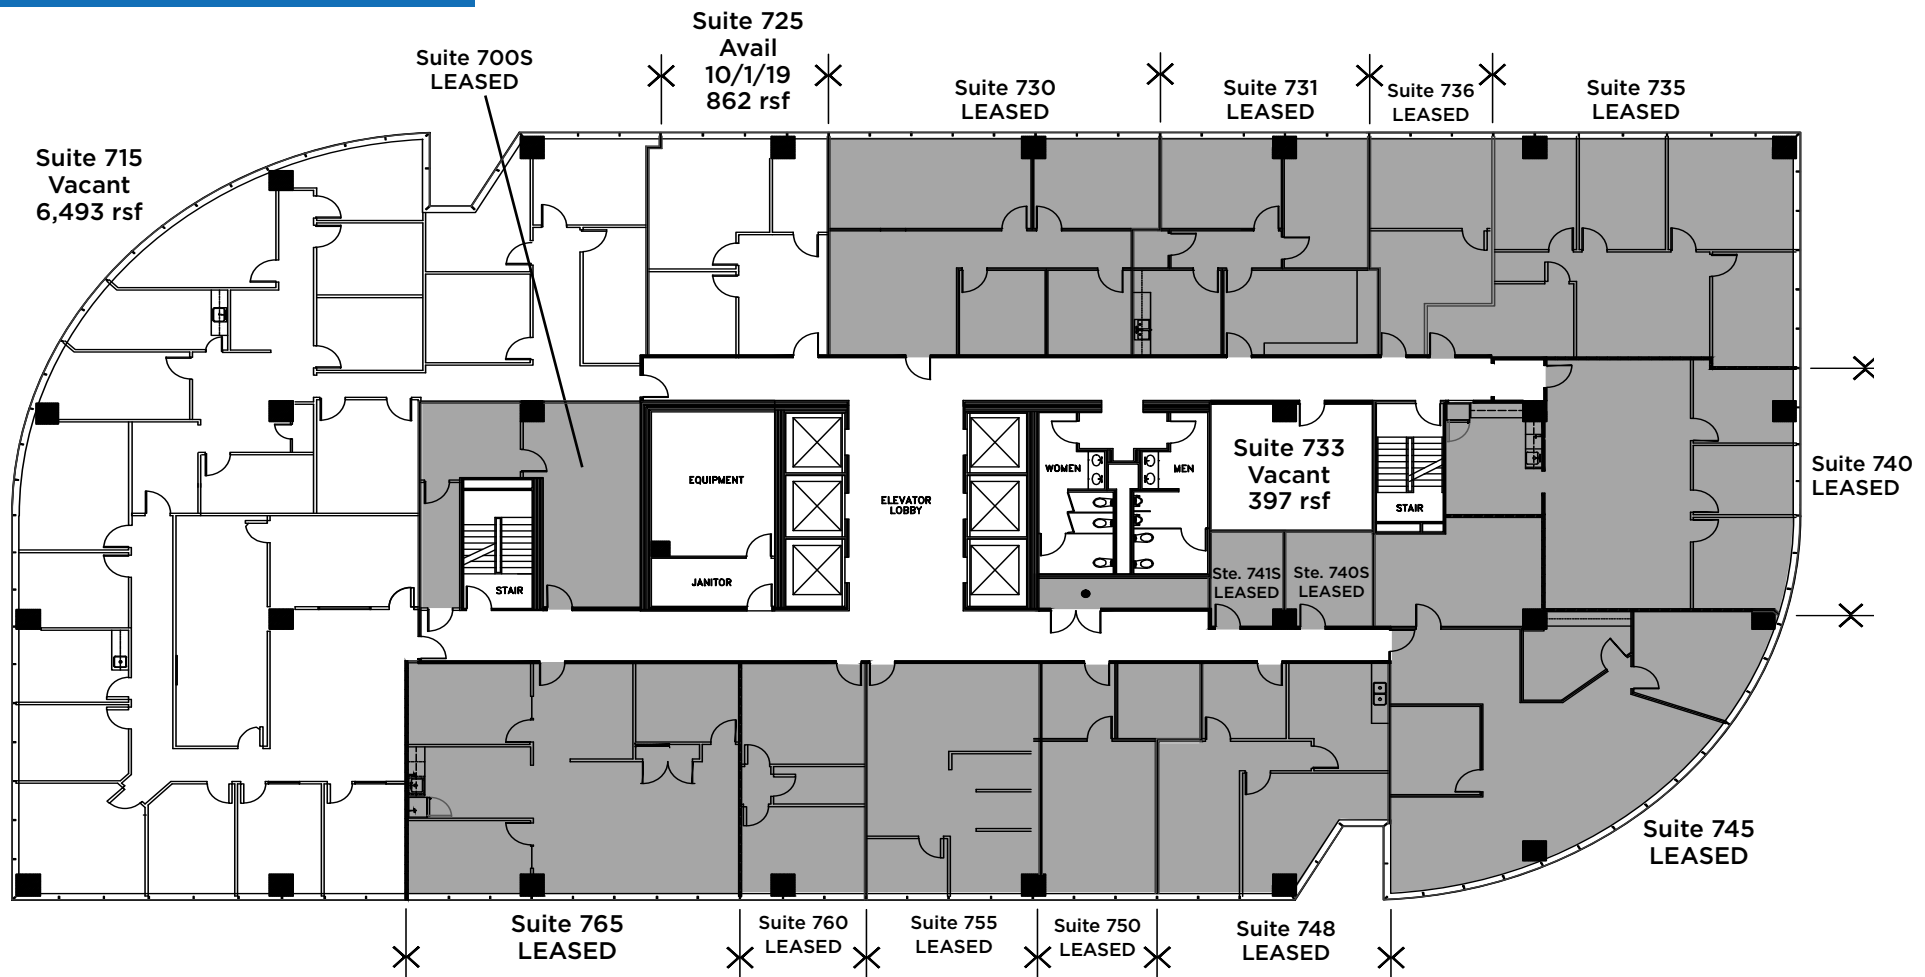 Suite 725
Avail
10/1/19
862 rsf
Suite 700S
LEASED
Suite 730
LEASED
Suite 731
LEASED
Suite 736
LEASED
Suite 735
LEASED
Suite 715
Vacant
6,493 rsf
EQUIPMENT
JANITOR
STAIR
ELEVATOR
LOBBY
WOMEN
MEN
Suite 733
Vacant
397 rsf
STAIR
Suite 740
LEASED
Ste. 741S
LEASED
Ste. 740S
LEASED
Suite 745
LEASED
Suite 765
LEASED
Suite 760
LEASED
Suite 755
LEASED
Suite 750
LEASED
Suite 748
LEASED